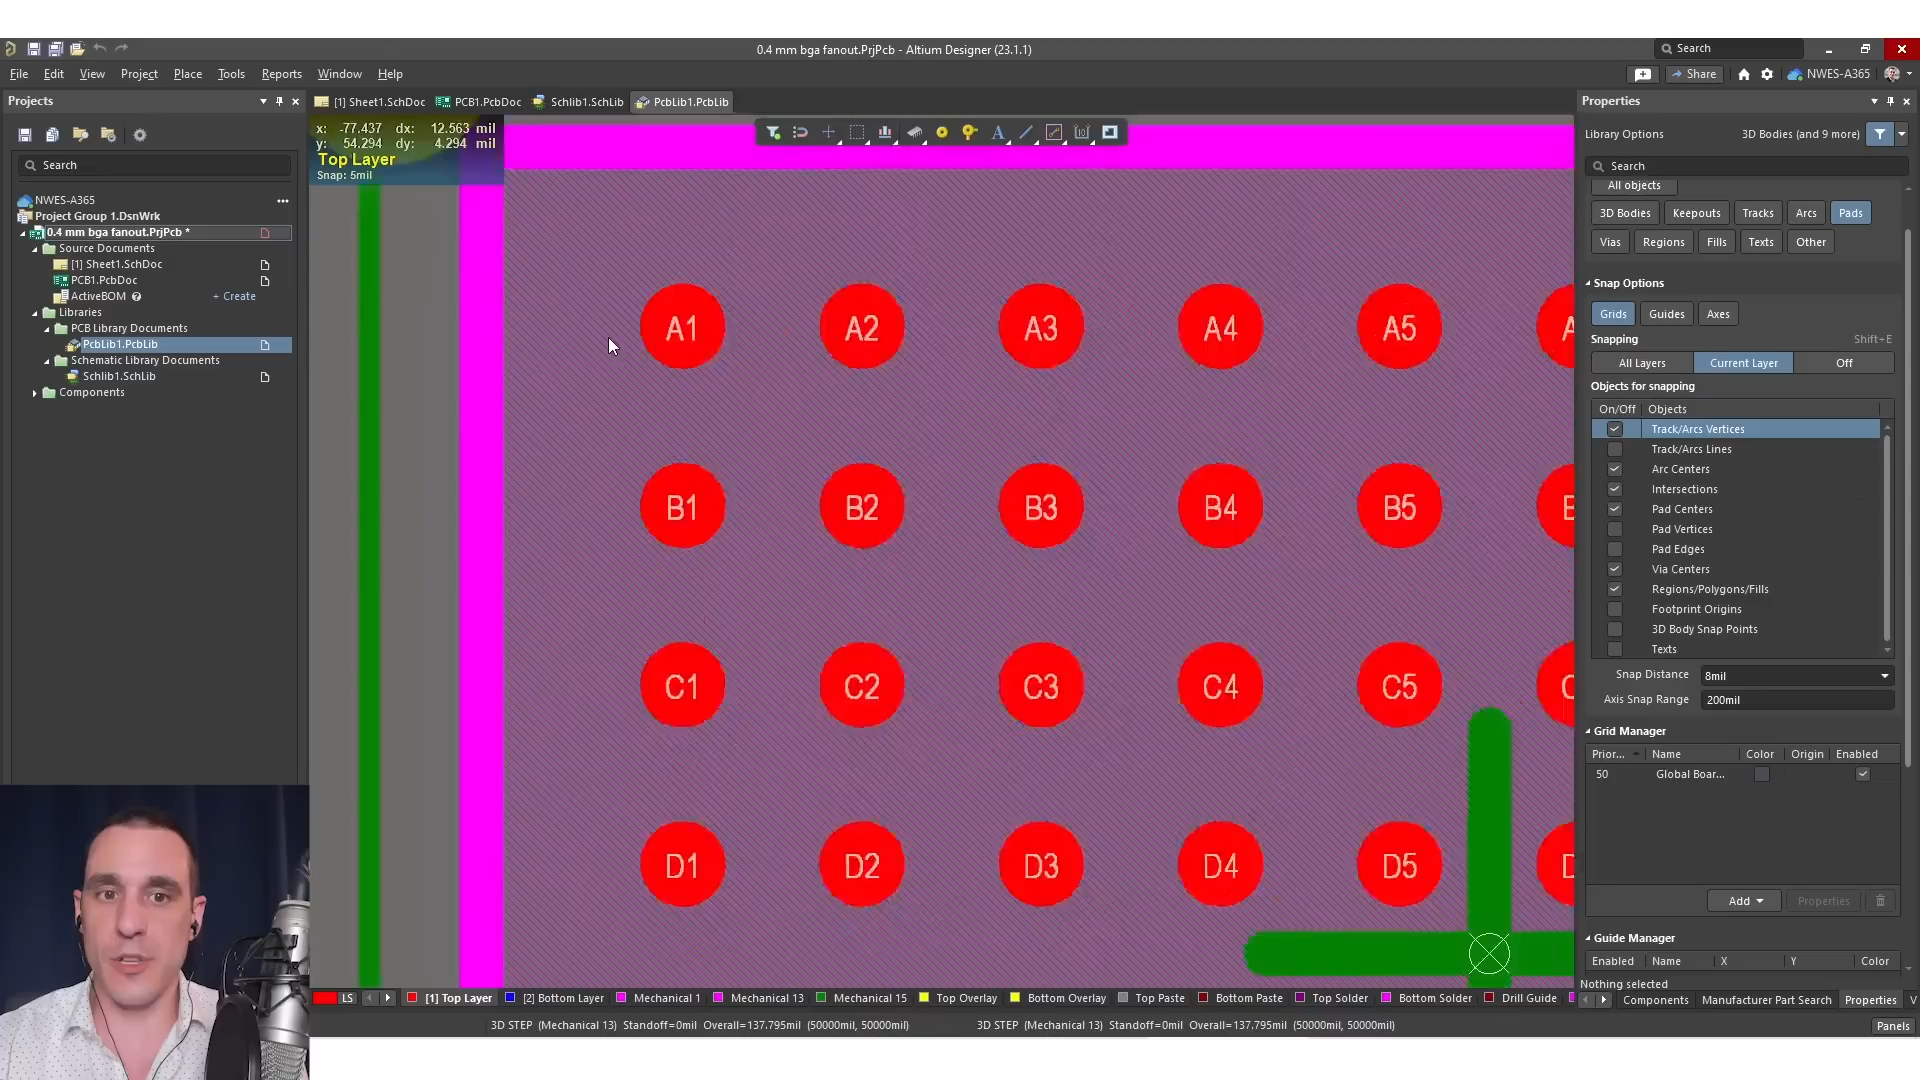 0.4 mm bga fanout.PrjPcb - Altium Designer (23.1.1)
Search
File Edit View Project Place Tools Reports Window Help
Share
NWES-A365
Projects
[1] Sheet1.SchDoc
PCB1.PcbDoc
Schlib1.SchLib
PcbLib1.PcbLib
Properties
x: -77.437 dx: 12.563 mil
y: 54.294 dy: 4.294 mil
Top Layer
Snap: 5mil
Library Options
3D Bodies (and 9 more)
Search
Search
NWES-A365
Project Group 1.DsnWrk
0.4 mm bga fanout.PrjPcb *
Source Documents
[1] Sheet1.SchDoc
PCB1.PcbDoc
ActiveBOM
+ Create
Libraries
PCB Library Documents
PcbLib1.PcbLib
Schematic Library Documents
Schlib1.SchLib
Components
A1 A2 A3 A4 A5
B1 B2 B3 B4 B5
C1 C2 C3 C4 C5
D1 D2 D3 D4 D5
All objects
3D Bodies Keepouts Tracks Arcs Pads
Vias Regions Fills Texts Other
Snap Options
Grids Guides Axes
Snapping Shift+E
All Layers Current Layer Off
Objects for snapping
On/Off Objects
Track/Arcs Vertices
Track/Arcs Lines
Arc Centers
Intersections
Pad Centers
Pad Vertices
Pad Edges
Via Centers
Regions/Polygons/Fills
Footprint Origins
3D Body Snap Points
Texts
Snap Distance 8mil
Axis Snap Range 200mil
Grid Manager
Prior... Name Color Origin Enabled
50 Global Boar...
Add Properties
Guide Manager
Enabled Name X Y Color
Nothing selected
LS [1] Top Layer [2] Bottom Layer Mechanical 1 Mechanical 13 Mechanical 15 Top Overlay Bottom Overlay Top Paste Bottom Paste Top Solder Bottom Solder Drill Guide
Components Manufacturer Part Search Properties V
3D STEP (Mechanical 13) Standoff=0mil Overall=137.795mil (50000mil, 50000mil)
3D STEP (Mechanical 13) Standoff=0mil Overall=137.795mil (50000mil, 50000mil)
Panels